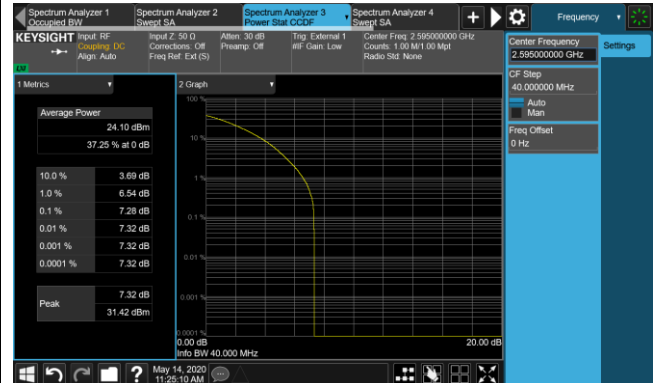 Spectrum Analyzer 1
Occupied BW
Spectrum Analyzer 2
Swept SA
Spectrum Analyzer 3
Power Stat CCDF
Spectrum Analyzer 4
Swept SA
+
Frequency
KEYSIGHT
Input: RF
Coupling: DC
Align: Auto
Input Z: 50 Ω
Corrections: Off
Freq Ref: Ext (S)
Atten: 30 dB
Preamp: Off
Trig: External 1
#IF Gain: Low
Center Freq: 2.595000000 GHz
Counts: 1.00 M/1.00 Mpt
Radio Std: None
LXI
Center Frequency
2.595000000 GHz
Settings
CF Step
40.000000 MHz
Auto
Man
Freq Offset
0 Hz
1 Metrics
2 Graph
Average Power
24.10 dBm
37.25 % at 0 dB
10.0 % 3.69 dB
1.0 % 6.54 dB
0.1 % 7.28 dB
0.01 % 7.32 dB
0.001 % 7.32 dB
0.0001 % 7.32 dB
Peak
7.32 dB
31.42 dBm
100 %
10 %
1 %
0.1 %
0.01 %
0.001 %
0.0001 %
0.00 dB
20.00 dB
Info BW 40.000 MHz
?
May 14, 2020
11:25:10 AM